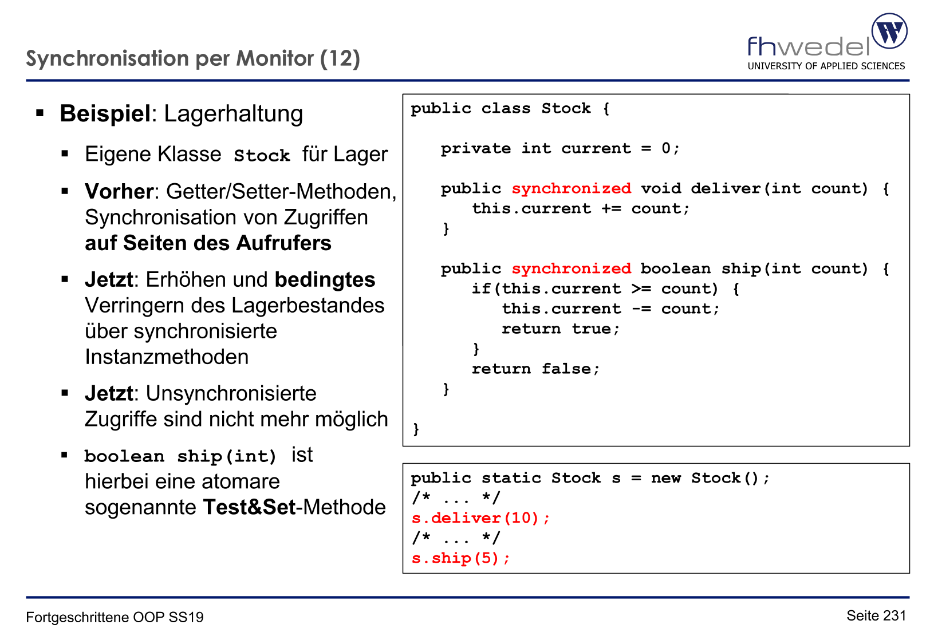 Synchronisation per Monitor (12)
fhwedel
W
UNIVERSITY OF APPLIED SCIENCES
▪ Beispiel: Lagerhaltung
▪ Eigene Klasse Stock für Lager
▪ Vorher: Getter/Setter-Methoden,
Synchronisation von Zugriffen
auf Seiten des Aufrufers
▪ Jetzt: Erhöhen und bedingtes
Verringern des Lagerbestandes
über synchronisierte
Instanzmethoden
▪ Jetzt: Unsynchronisierte
Zugriffe sind nicht mehr möglich
▪ boolean ship(int) ist
hierbei eine atomare
sogenannte Test&Set-Methode
public class Stock {
private int current = 0;
public synchronized void deliver(int count) {
this.current += count;
}
public synchronized boolean ship(int count) {
if(this.current >= count) {
this.current -= count;
return true;
}
return false;
}
}
public static Stock s = new Stock();
/* ... */
s.deliver(10);
/* ... */
s.ship(5);
Fortgeschrittene OOP SS19
Seite 231